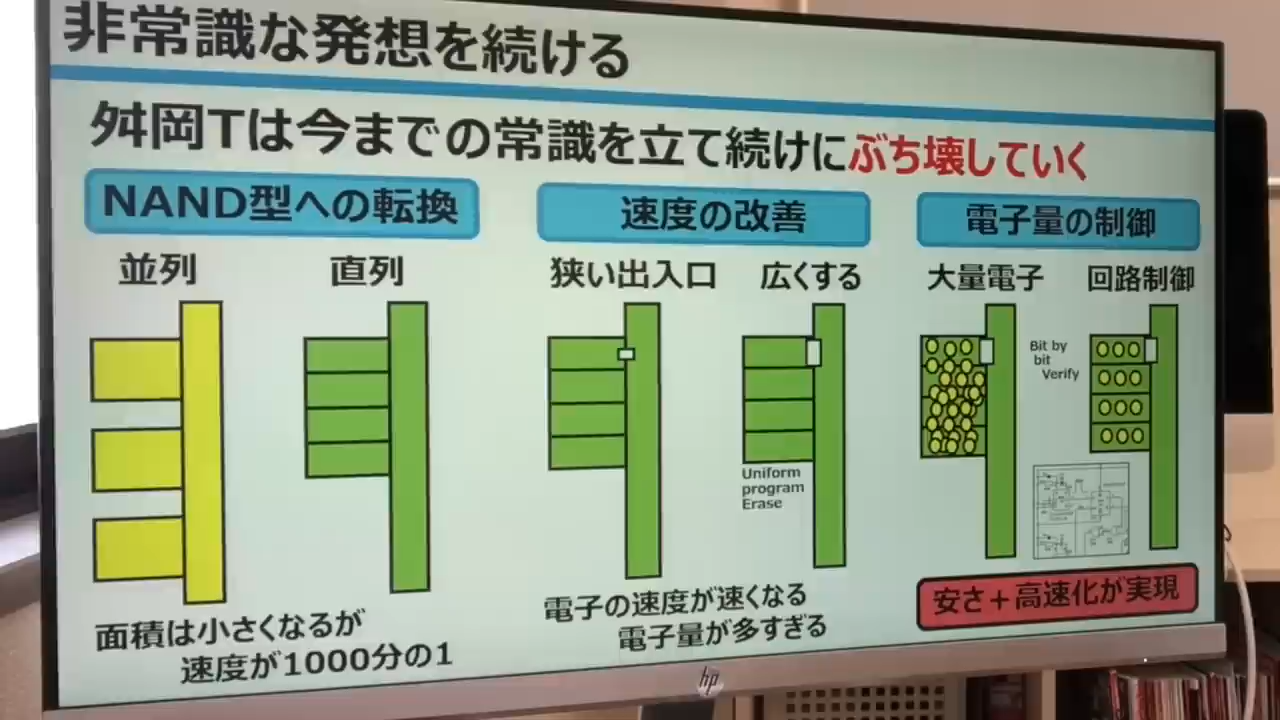 非常識な発想を続ける
舛岡Tは今までの常識を立て続けにぶち壊していく
NAND型への転換
速度の改善
電子量の制御
並列
直列
狭い出入口
広くする
大量電子
回路制御
Bit by
bit
Verify
Uniform
program
Erase
面積は小さくなるが
速度が1000分の1
電子の速度が速くなる
電子量が多すぎる
安さ＋高速化が実現
hp